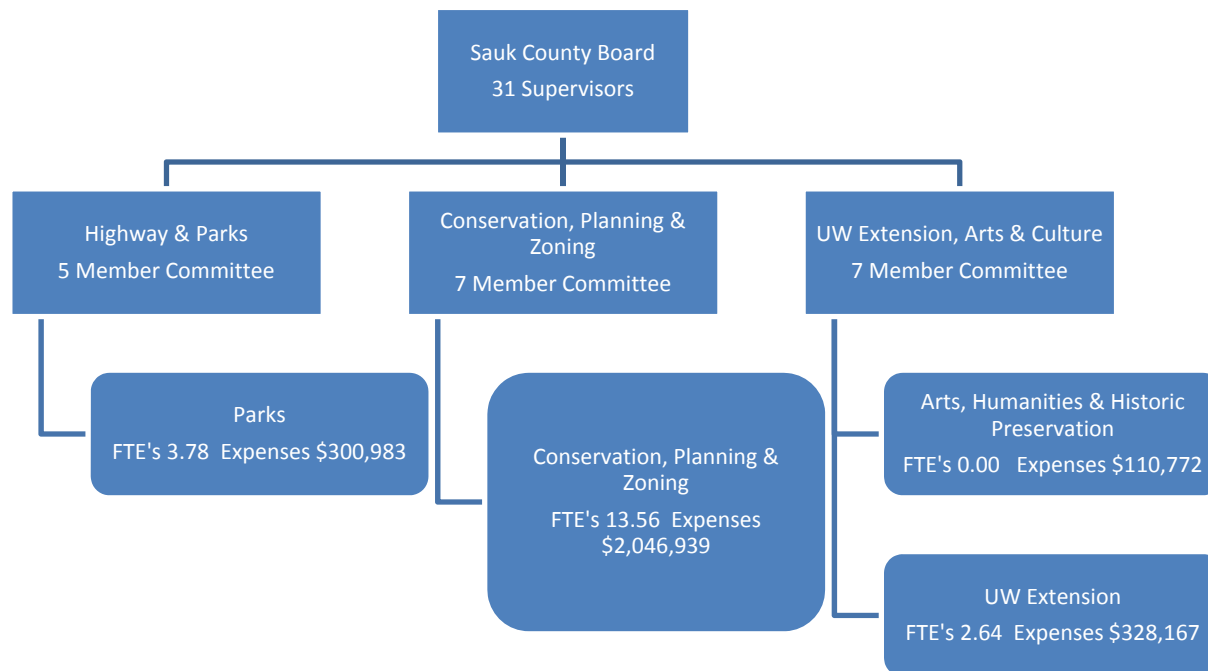 Sauk County Board
31 Supervisors
Highway & Parks
5 Member Committee
Conservation, Planning &
Zoning
7 Member Committee
UW Extension, Arts & Culture
7 Member Committee
Parks
FTE's 3.78  Expenses $300,983
Conservation, Planning &
Zoning
FTE's 13.56  Expenses
$2,046,939
Arts, Humanities & Historic
Preservation
FTE's 0.00   Expenses $110,772
UW Extension
FTE's 2.64  Expenses $328,167